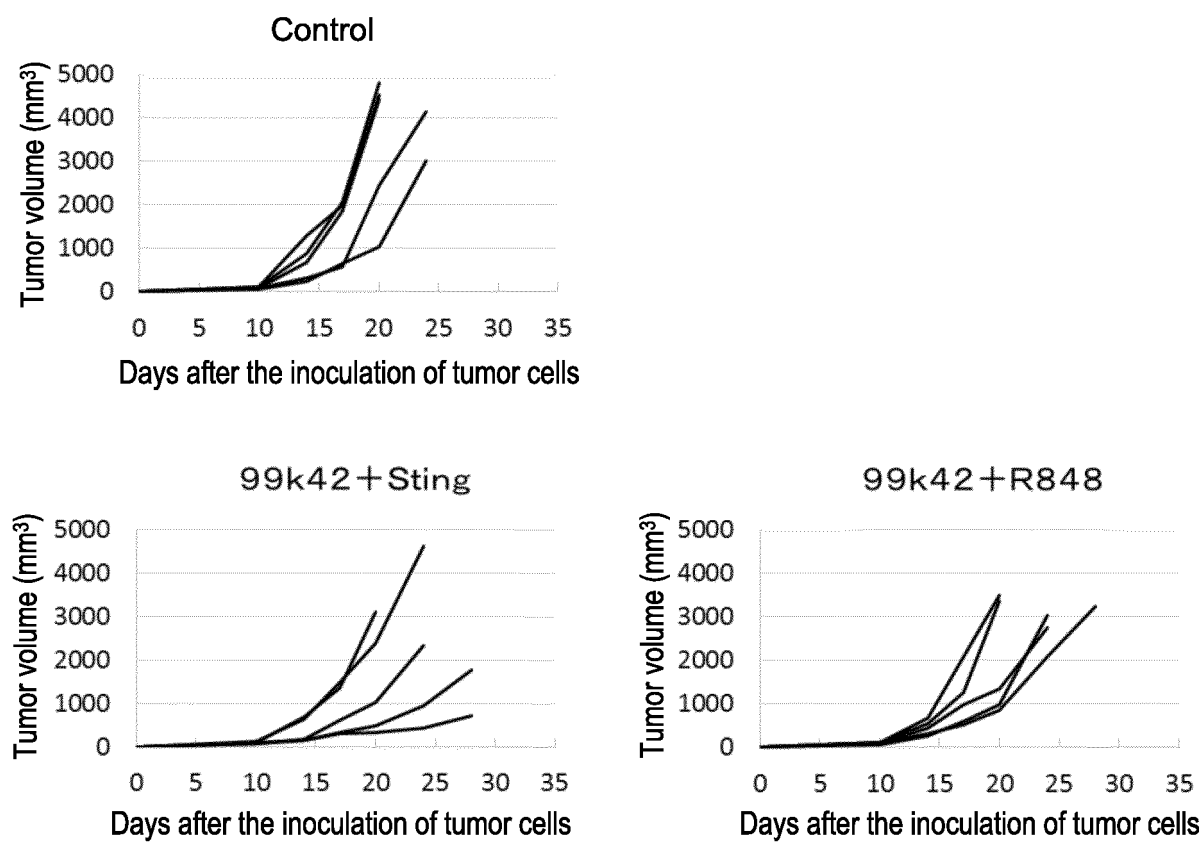 Control
Tumor volume (mm³)
5000
4000
3000
2000
1000
0
0 5 10 15 20 25 30 35
Days after the inoculation of tumor cells
99k42+Sting
Tumor volume (mm³)
5000
4000
3000
2000
1000
0
0 5 10 15 20 25 30 35
Days after the inoculation of tumor cells
99k42+R848
Tumor volume (mm³)
5000
4000
3000
2000
1000
0
0 5 10 15 20 25 30 35
Days after the inoculation of tumor cells